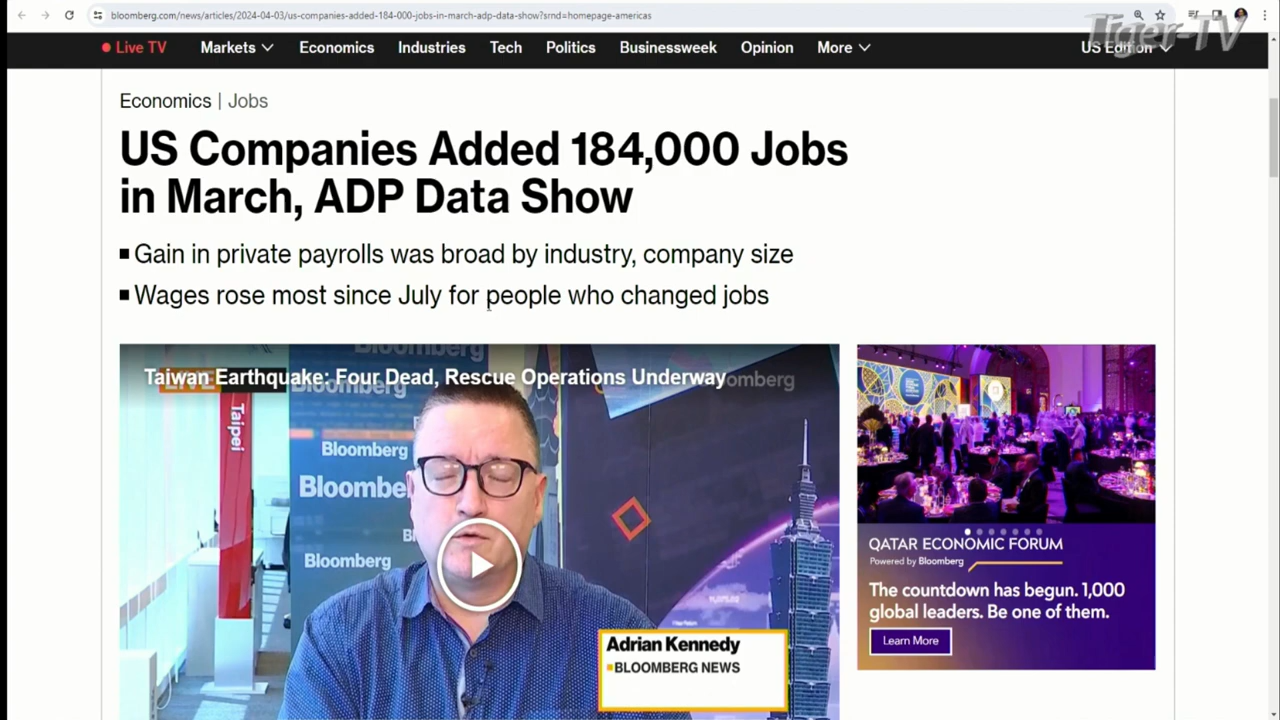 bloomberg.com/news/articles/2024-04-03/us-companies-added-184-000-jobs-in-march-adp-data-show?srnd=homepage-americas
Tiger-TV
Live TV Markets Economics Industries Tech Politics Businessweek Opinion More US Edition
Economics | Jobs
US Companies Added 184,000 Jobs
in March, ADP Data Show
Gain in private payrolls was broad by industry, company size
Wages rose most since July for people who changed jobs
Bloomberg
Taiwan Earthquake: Four Dead, Rescue Operations Underway
LIVE
Bloomberg
omberg
Taipei
Bloomberg
Bloombe
Bl
Bloomberg
Adrian Kennedy
BLOOMBERG NEWS
QATAR ECONOMIC FORUM
Powered by Bloomberg
The countdown has begun. 1,000
global leaders. Be one of them.
Learn More